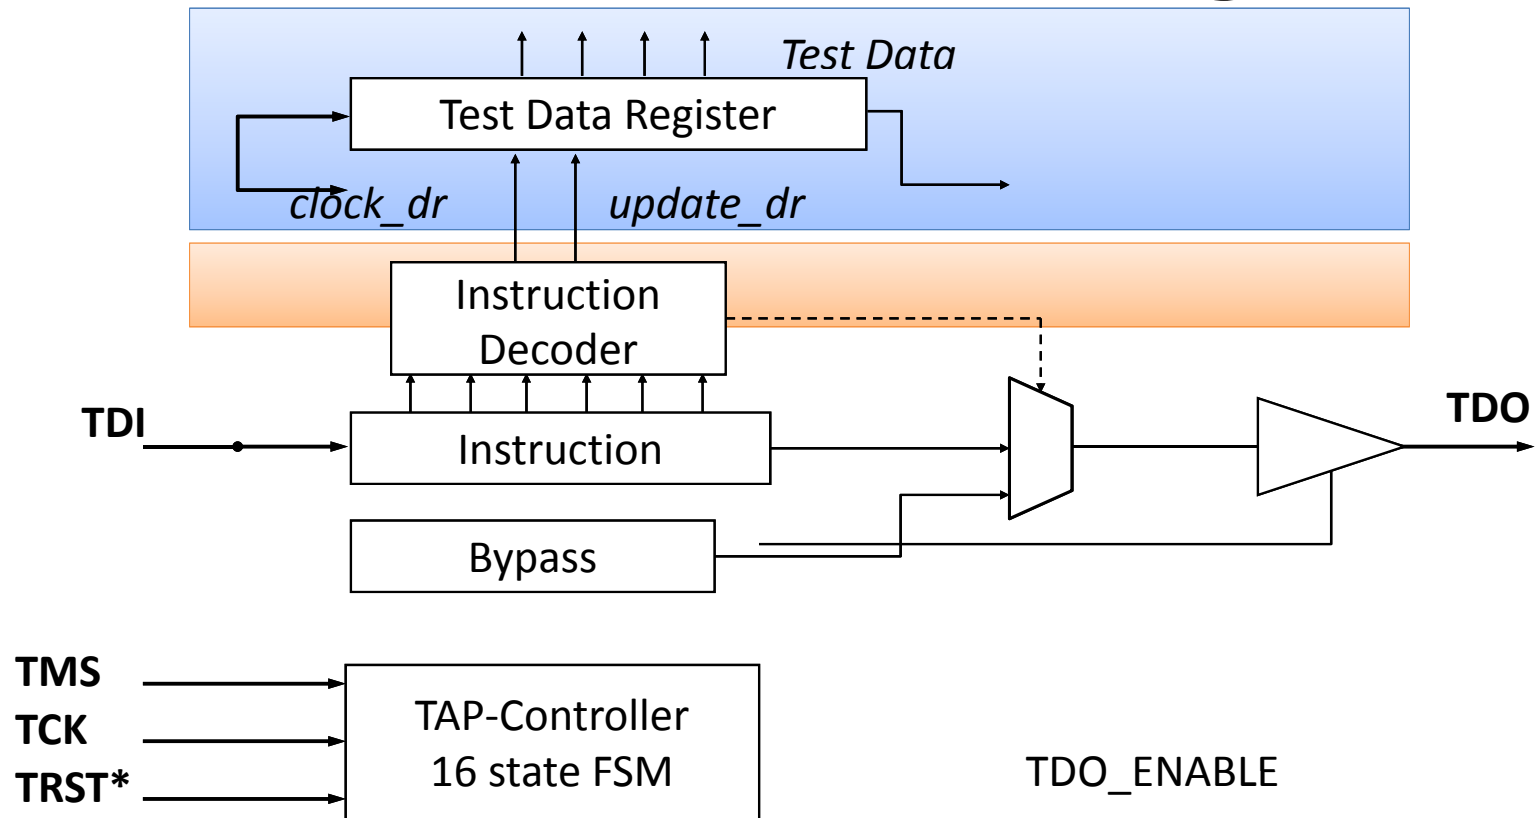 Test Data
Test Data Register
clock_dr
update_dr
Instruction
Decoder
TDI
TDO
Instruction
Bypass
TMS
TCK
TRST*
TAP-Controller
16 state FSM
TDO_ENABLE